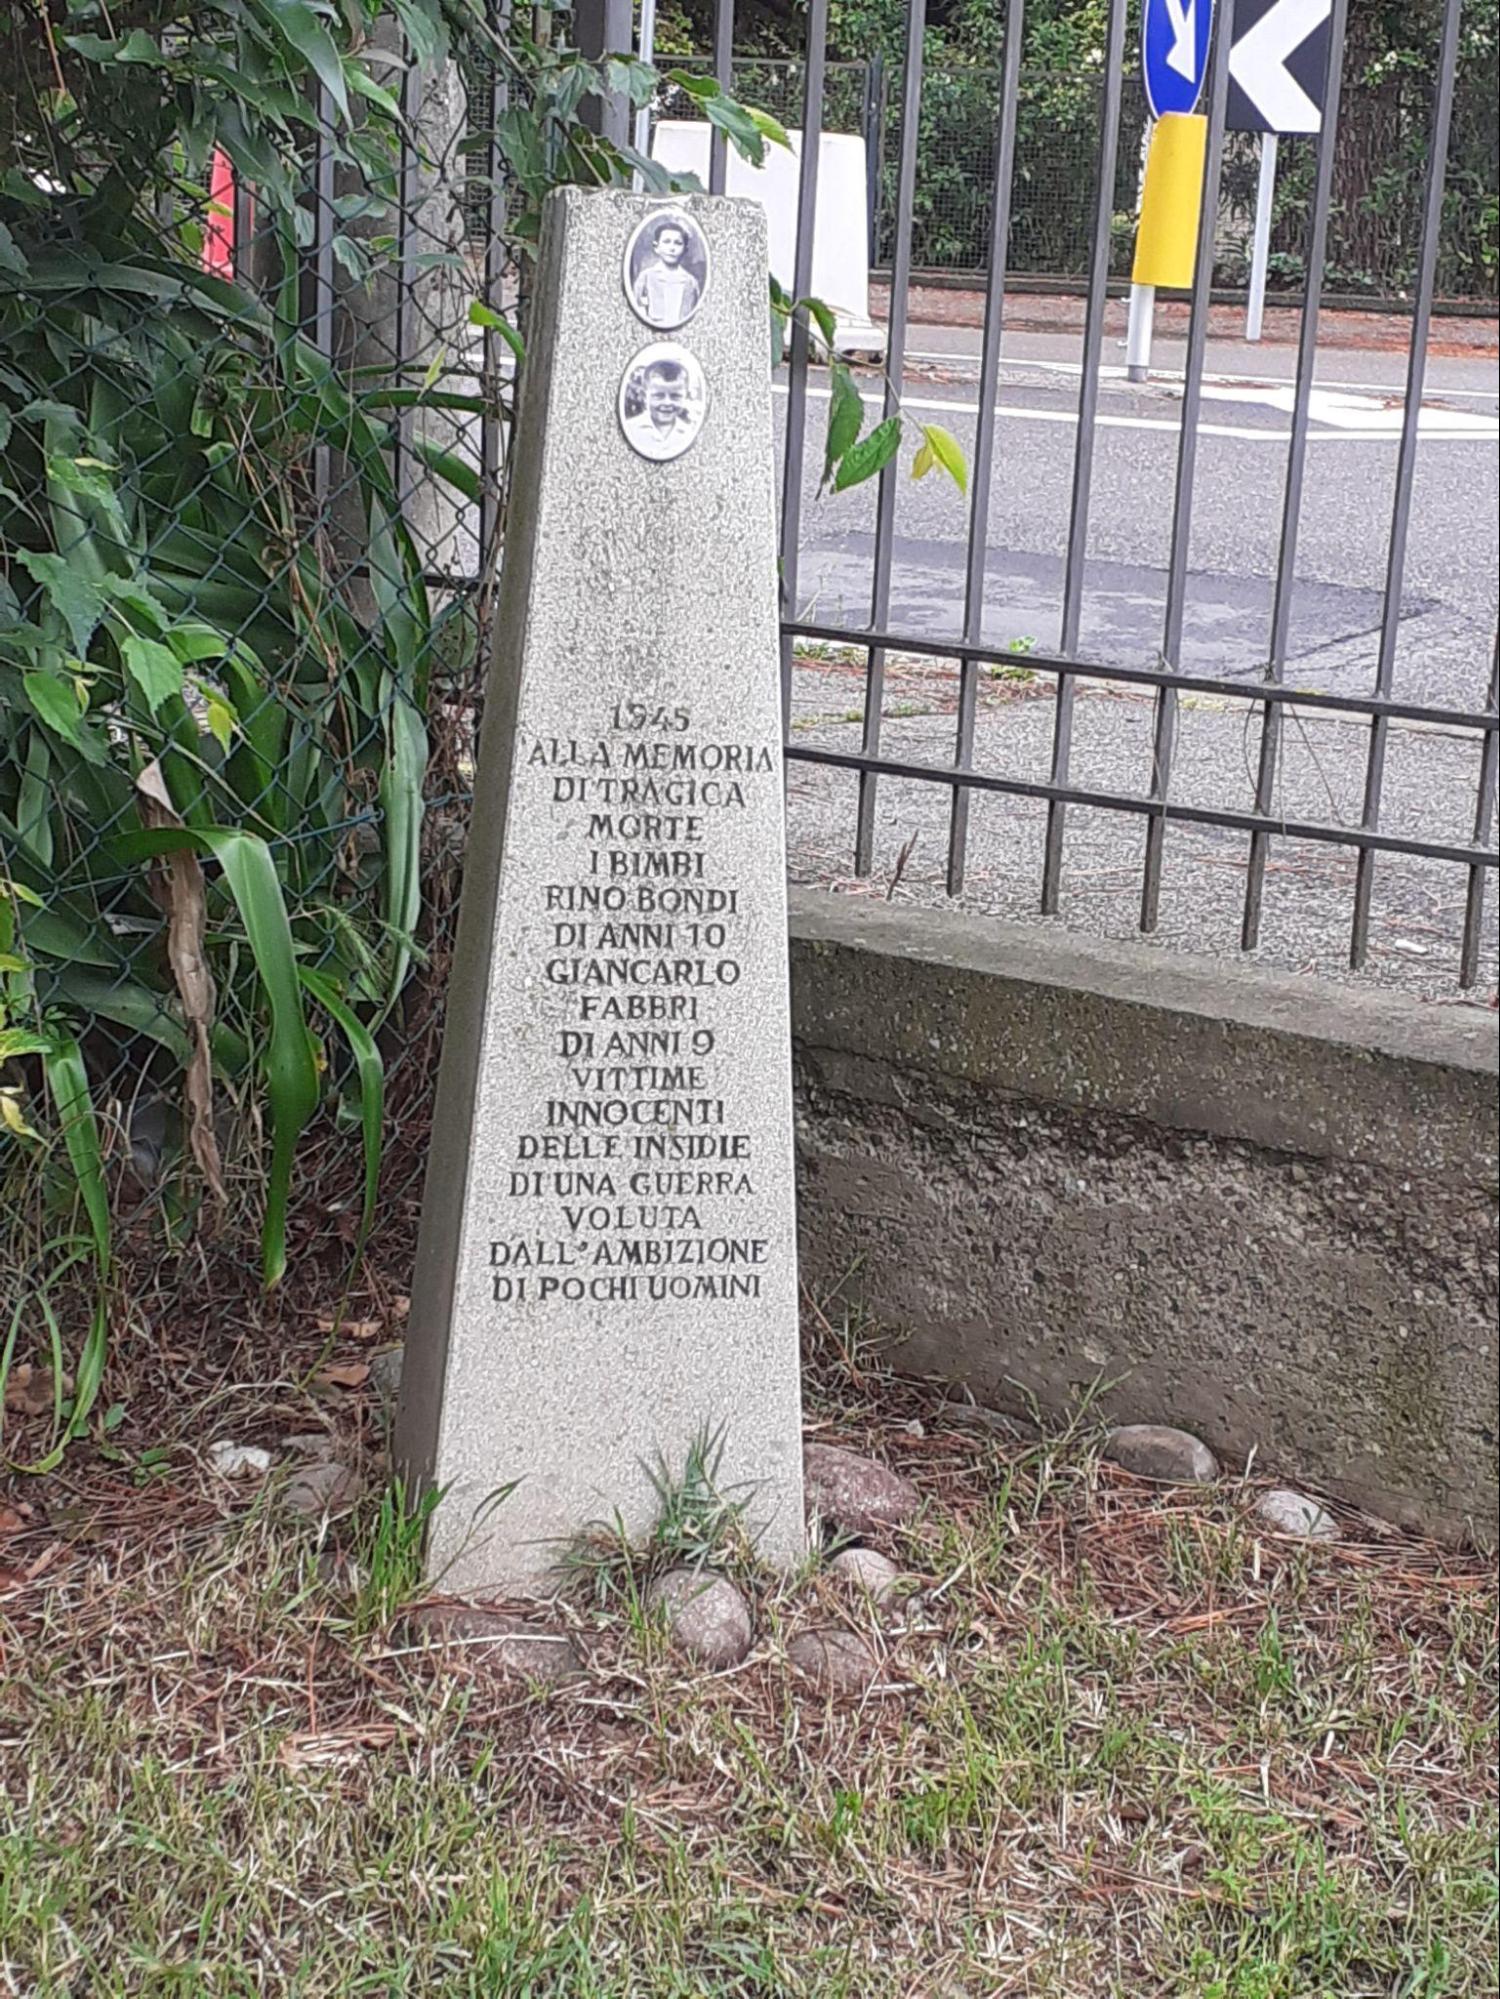 1945
ALLA MEMORIA
DI TRAGICA
MORTE
I BIMBI
RINO BONDI
DI ANNI 10
GIANCARLO
FABBRI
DI ANNI 9
VITTIME
INNOCENTI
DELLE INSIDIE
DI UNA GUERRA
VOLUTA
DALL'AMBIZIONE
DI POCHI UOMINI